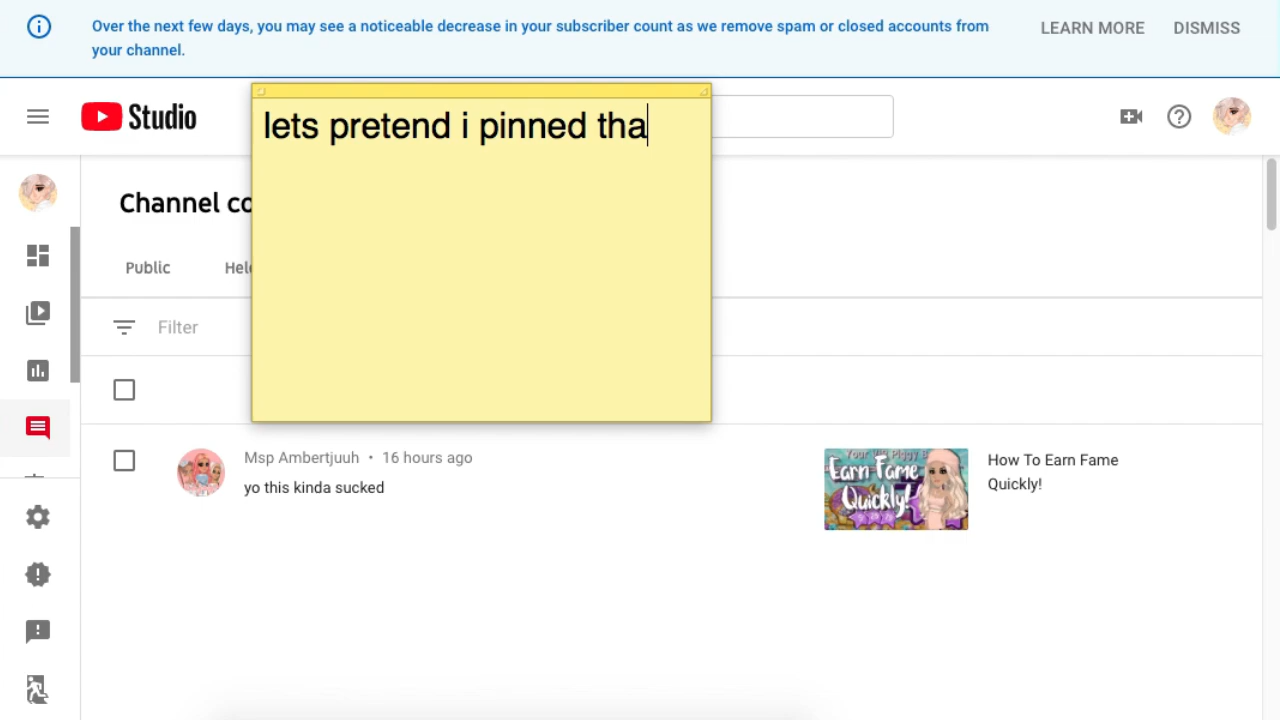 Over the next few days, you may see a noticeable decrease in your subscriber count as we remove spam or closed accounts from
your channel.
LEARN MORE
DISMISS
Studio
lets pretend i pinned tha
Channel co
Public
Hel
Filter
Msp Ambertjuuh • 16 hours ago
yo this kinda sucked
Earn Fame
Quickly!
How To Earn Fame
Quickly!